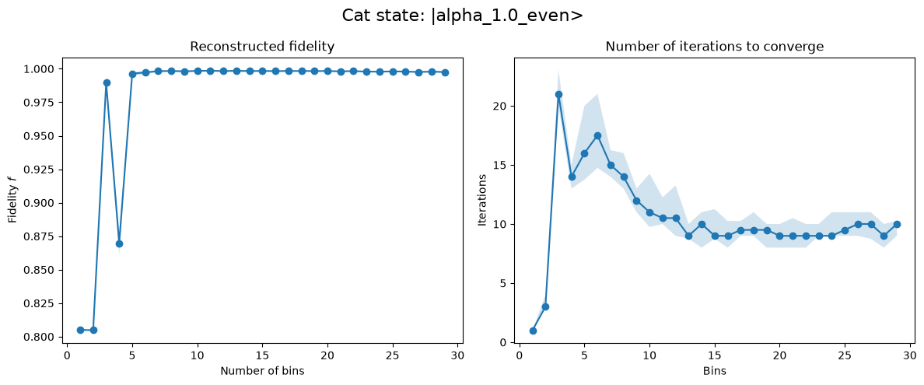 Cat state: |alpha_1.0_even>
Reconstructed fidelity
Number of iterations to converge
1.000
0.975
0.950
0.925
0.900
0.875
0.850
0.825
0.800
Fidelity f
0 5 10 15 20 25 30
Number of bins
20
15
10
5
0
Iterations
0 5 10 15 20 25 30
Bins